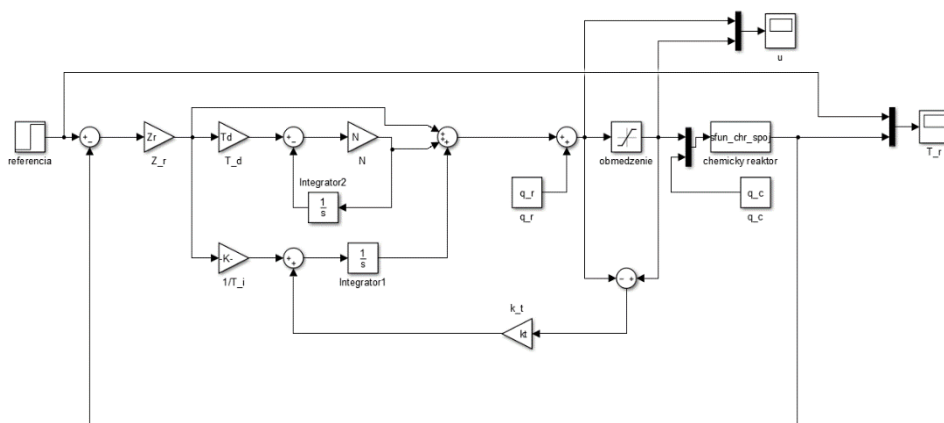 u
referencia
Zr
Z_r
Td
T_d
N
N
Integrator2
1
s
-K-
1/T_i
1
s
Integrator1
q_r
q_r
obmedzenie
sfun_chr_spo
chemicky reaktor
q_c
q_c
T_r
k_t
kt